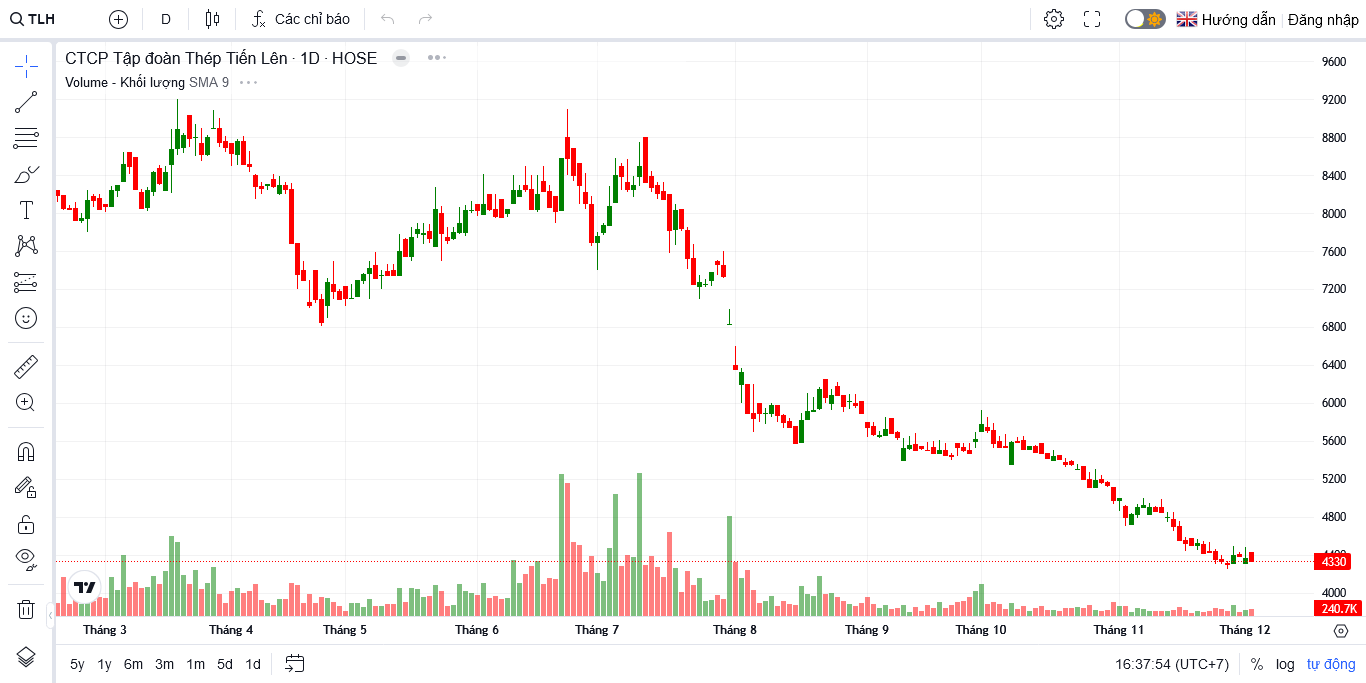 TLH
D
Các chỉ báo
Hướng dẫn
Đăng nhập
CTCP Tập đoàn Thép Tiến Lên · 1D · HOSE
Volume - Khối lượng SMA 9
9600
9200
8800
8400
8000
7600
7200
6800
6400
6000
5600
5200
4800
4400
4330
4000
240.7K
Tháng 3 Tháng 4 Tháng 5 Tháng 6 Tháng 7 Tháng 8 Tháng 9 Tháng 10 Tháng 11 Tháng 12
5y 1y 6m 3m 1m 5d 1d
16:37:54 (UTC+7) % log tự động